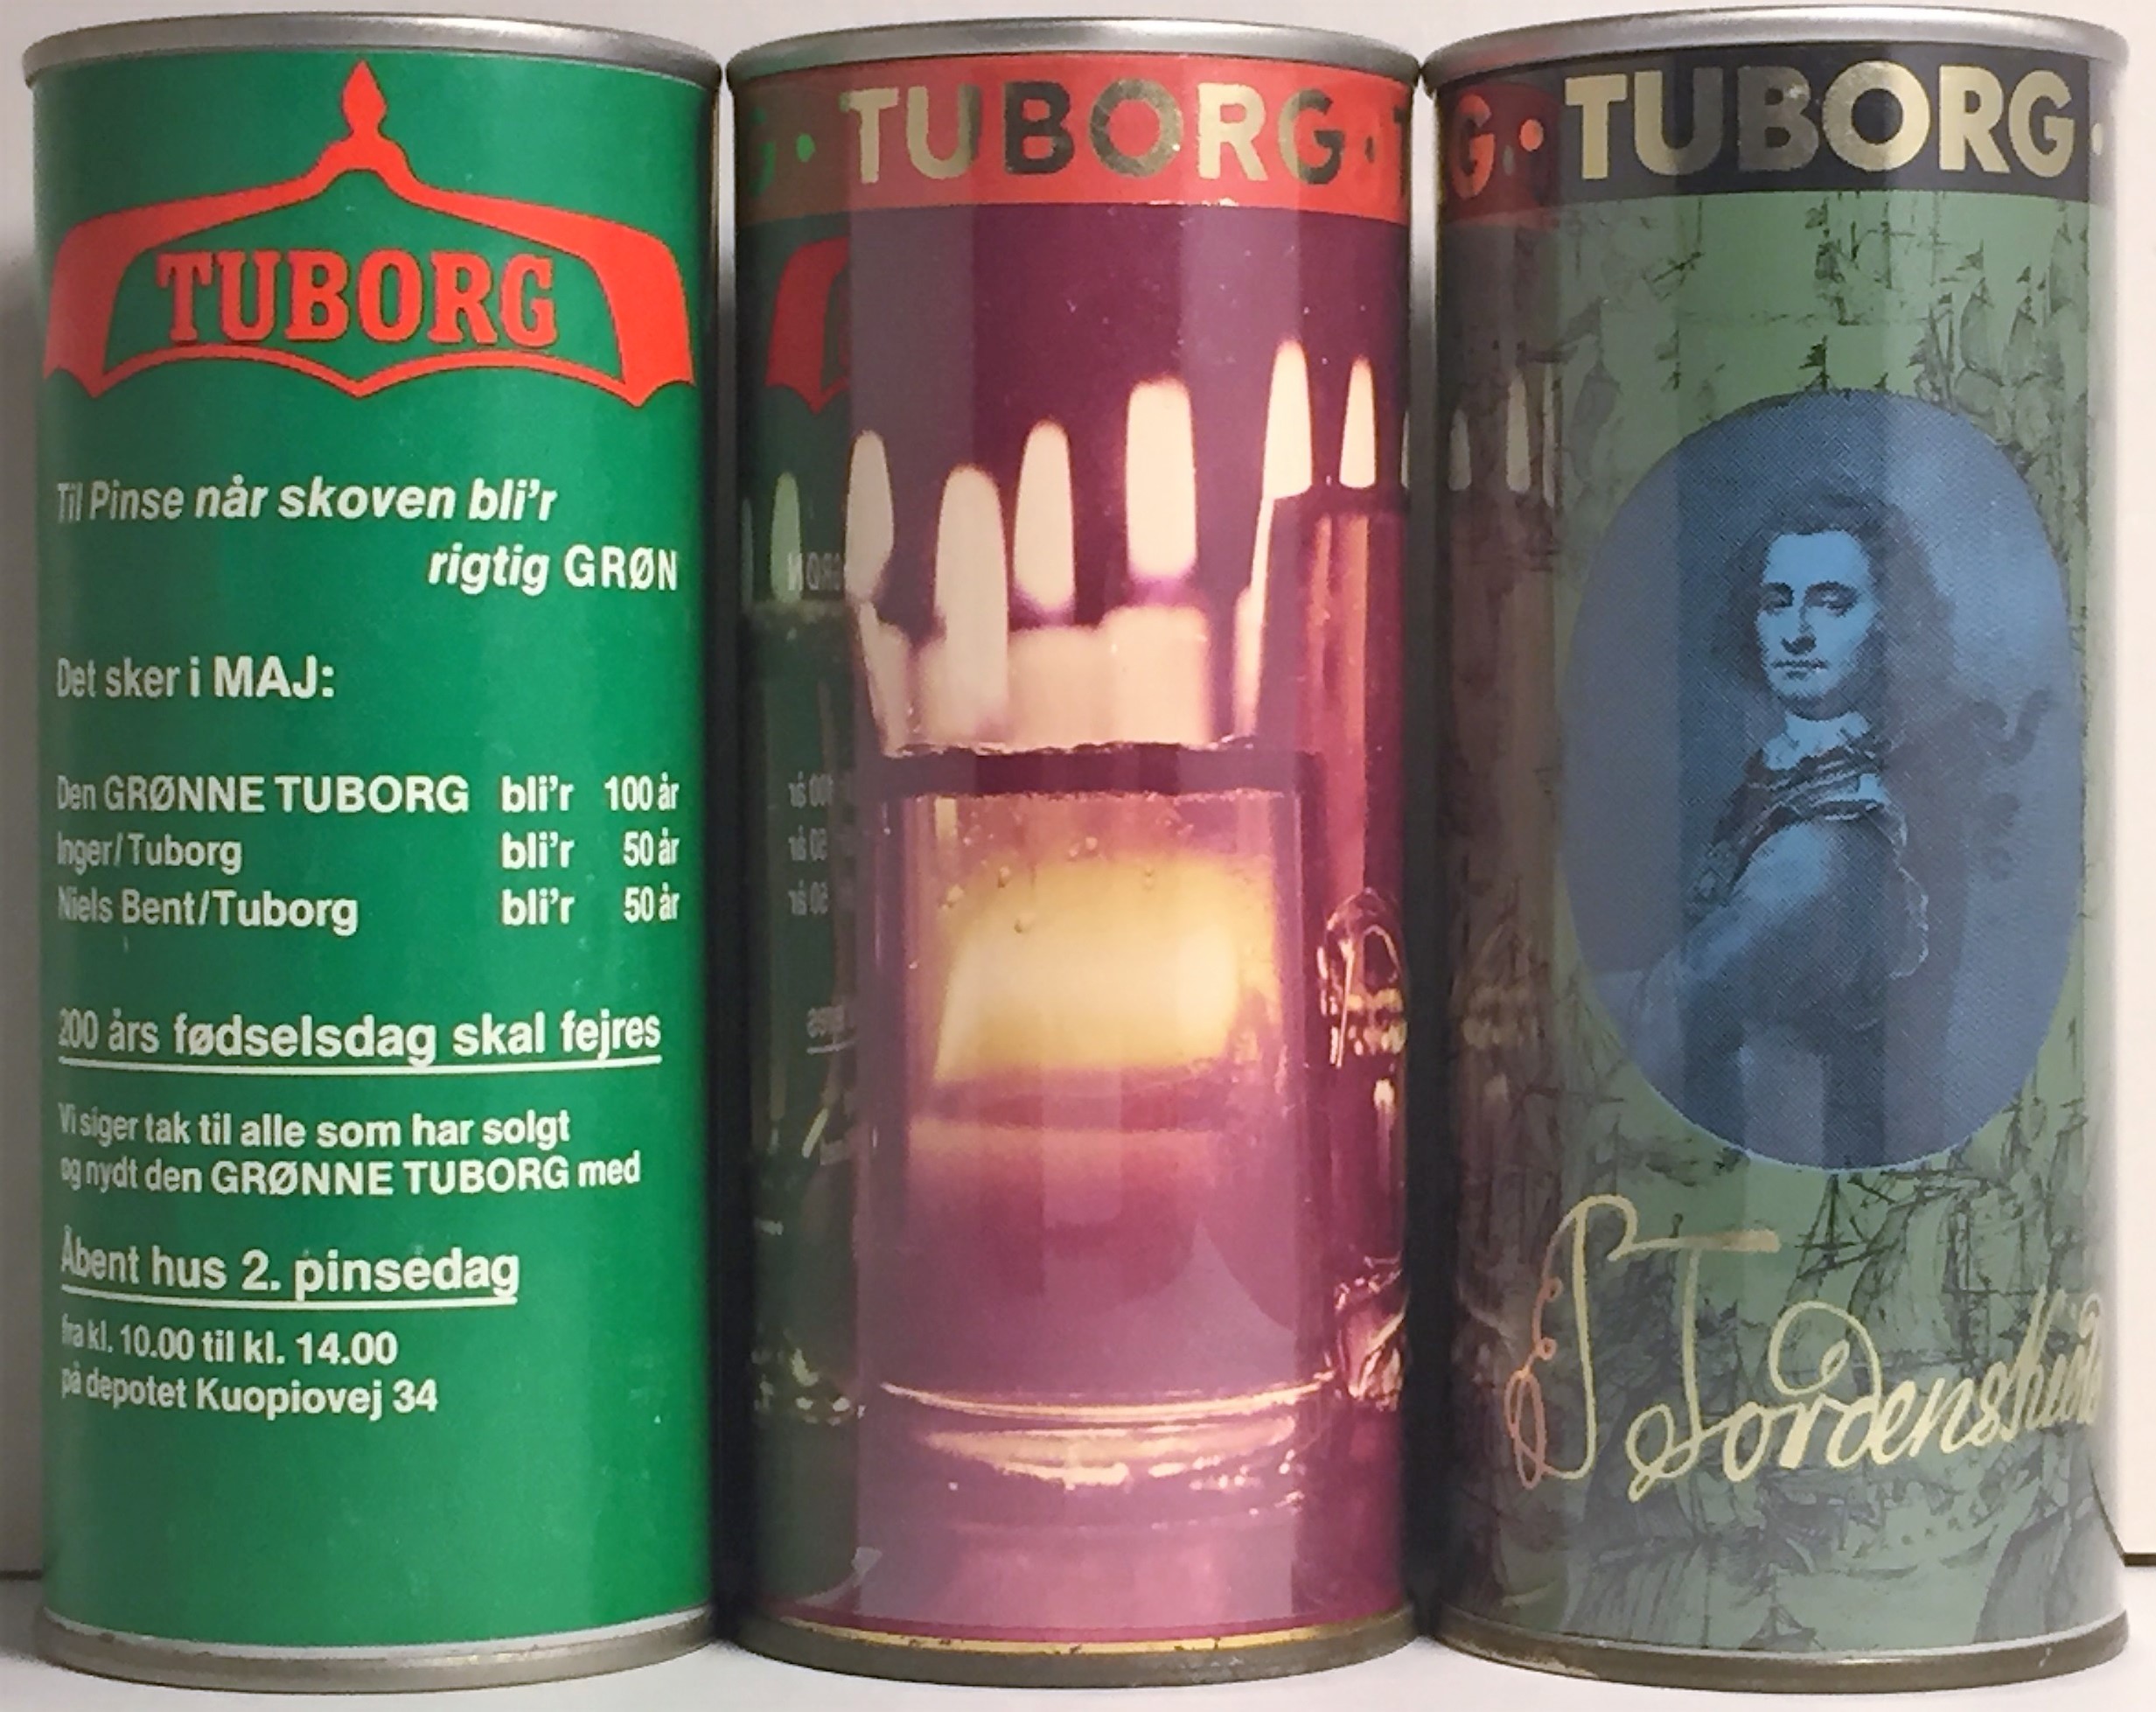 TUBORG
Til Pinse når skoven bli'r
rigtig GRØN
Det sker i MAJ:
Den GRØNNE TUBORG bli'r 100 år
Inger/Tuborg bli'r 50 år
Niels Bent/Tuborg bli'r 50 år
200 års fødselsdag skal fejres
Vi siger tak til alle som har solgt
og nydt den GRØNNE TUBORG med
Åbent hus 2. pinsedag
fra kl. 10.00 til kl. 14.00
på depotet Kuopiovej 34
G • TUBORG •
TUBORG •
P Tordenskiold